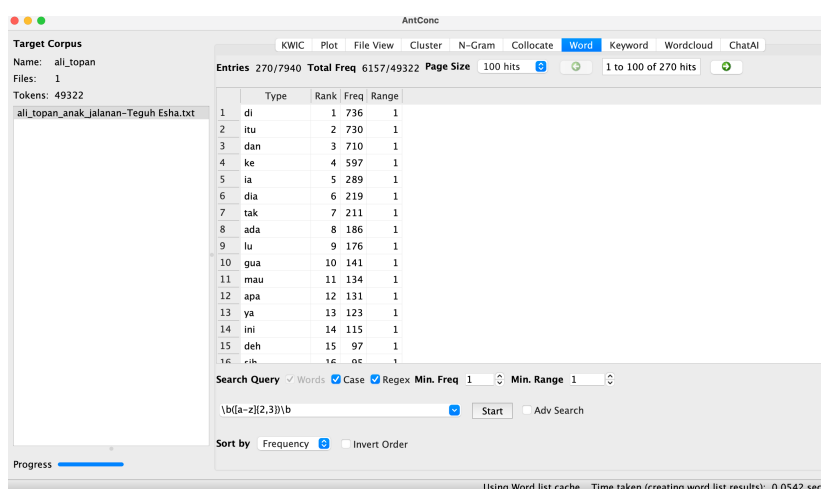 AntConc
Target Corpus
Name: ali_topan
Files: 1
Tokens: 49322
ali_topan_anak_jalanan-Teguh Esha.txt
Progress
KWIC Plot File View Cluster N-Gram Collocate Word Keyword Wordcloud ChatAI
Entries 270/7940 Total Freq 6157/49322 Page Size 100 hits 1 to 100 of 270 hits
Type Rank Freq Range
1 di 1 736 1
2 itu 2 730 1
3 dan 3 710 1
4 ke 4 597 1
5 ia 5 289 1
6 dia 6 219 1
7 tak 7 211 1
8 ada 8 186 1
9 lu 9 176 1
10 gua 10 141 1
11 mau 11 134 1
12 apa 12 131 1
13 ya 13 123 1
14 ini 14 115 1
15 deh 15 97 1
16 sih 16 95 1
Search Query Words Case Regex Min. Freq 1 Min. Range 1
\b([a-z]{2,3})\b Start Adv Search
Sort by Frequency Invert Order
Using Word list cache Time taken (creating word list results): 0.0542 sec